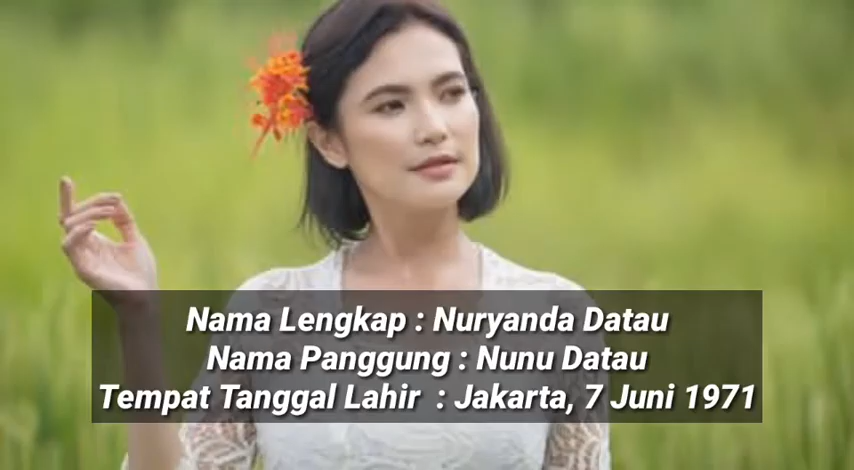 Nama Lengkap : Nuryanda Datau
Nama Panggung : Nunu Datau
Tempat Tanggal Lahir : Jakarta, 7 Juni 1971